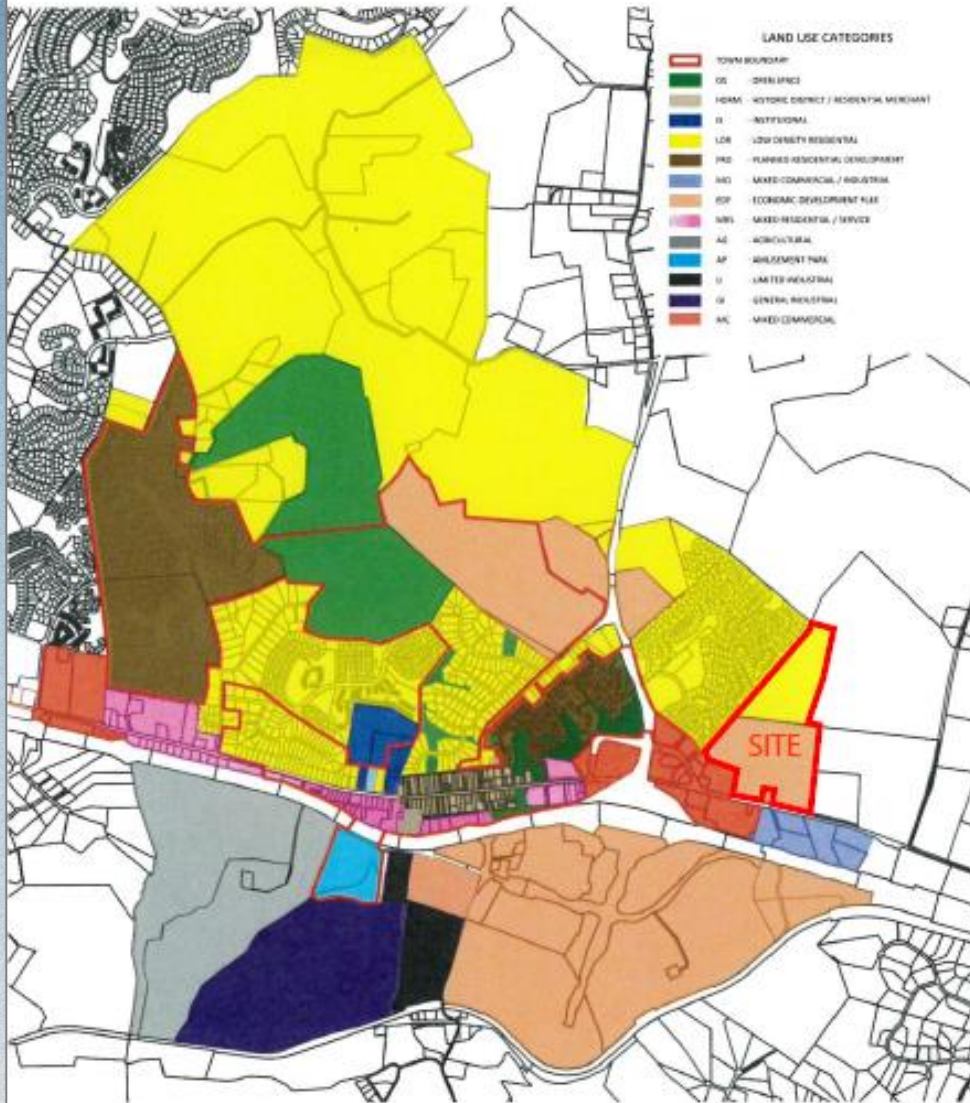 LAND USE CATEGORIES
TOWN BOUNDARY
OS - OPEN SPACE
HDRM - HISTORIC DISTRICT / RESIDENTIAL MERCHANT
- INSTITUTIONAL
LDR - LOW DENSITY RESIDENTIAL
PRD - PLANNED RESIDENTIAL DEVELOPMENT
- MIXED COMMERCIAL / INDUSTRIAL
EDF - ECONOMIC DEVELOPMENT FLEX
MRS - MIXED RESIDENTIAL / SERVICE
AG - AGRICULTURAL
AP - AMUSEMENT PARK
LI - LIMITED INDUSTRIAL
GI - GENERAL INDUSTRIAL
MC - MIXED COMMERCIAL
SITE